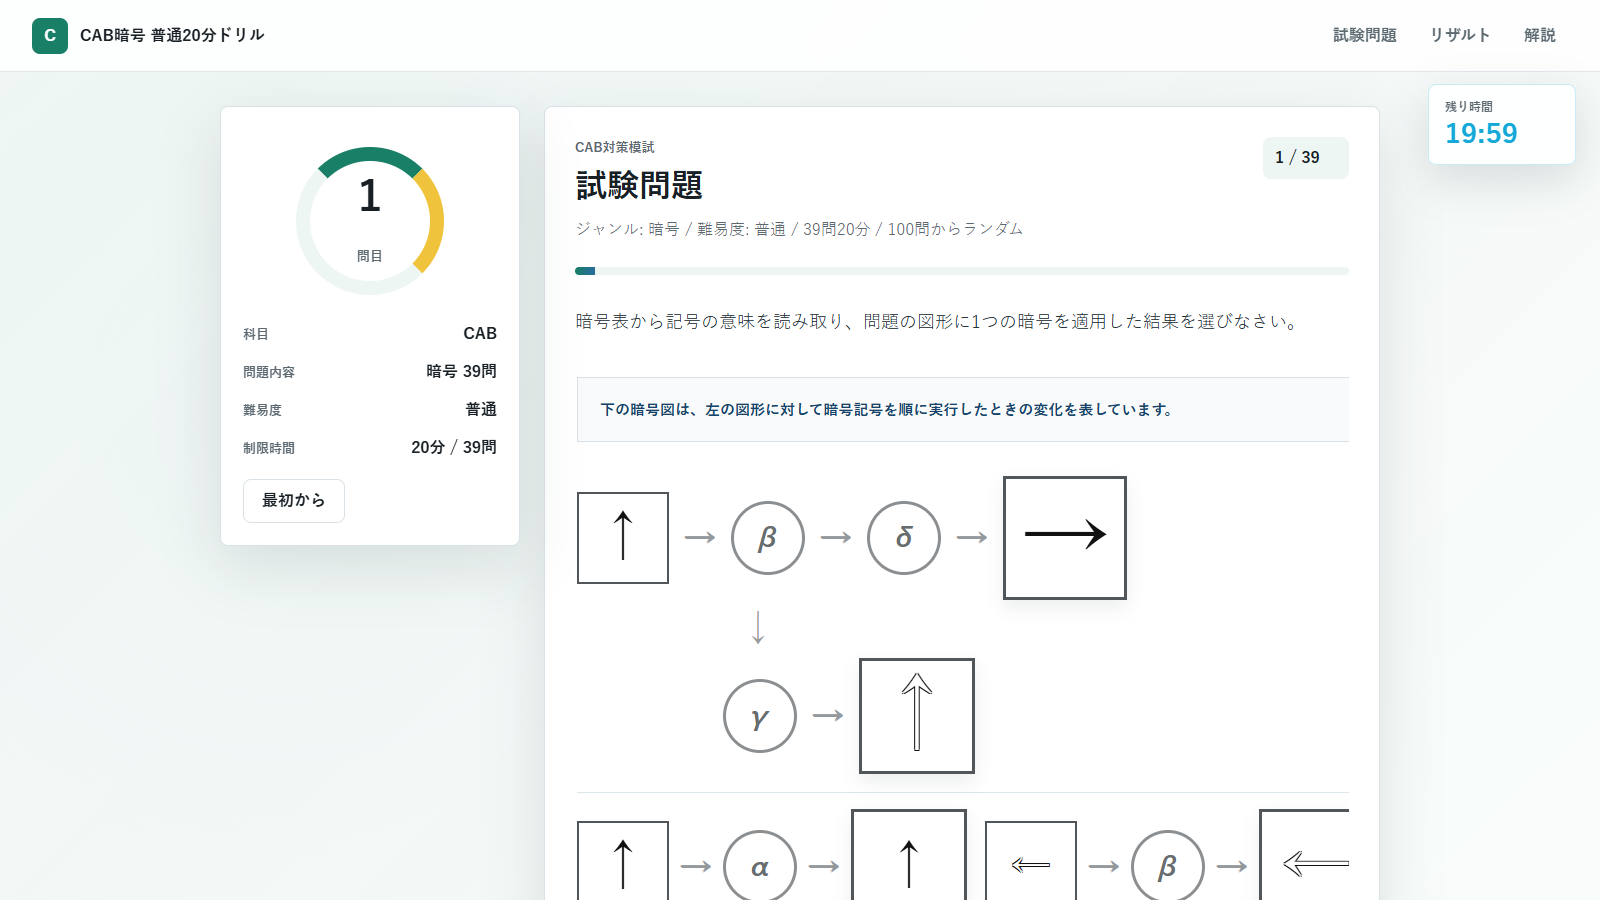 C CAB暗号 普通20分ドリル
試験問題 リザルト 解説
残り時間
19:59
1
問目
科目 CAB
問題内容 暗号 39問
難易度 普通
制限時間 20分 / 39問
最初から
CAB対策模試
試験問題
1 / 39
ジャンル: 暗号 / 難易度: 普通 / 39問20分 / 100問からランダム
暗号表から記号の意味を読み取り、問題の図形に1つの暗号を適用した結果を選びなさい。
下の暗号図は、左の図形に対して暗号記号を順に実行したときの変化を表しています。
↑ → β → δ → →
↓
γ → ⇑
↑ → α → ↑ ⇐ → β → ⇐